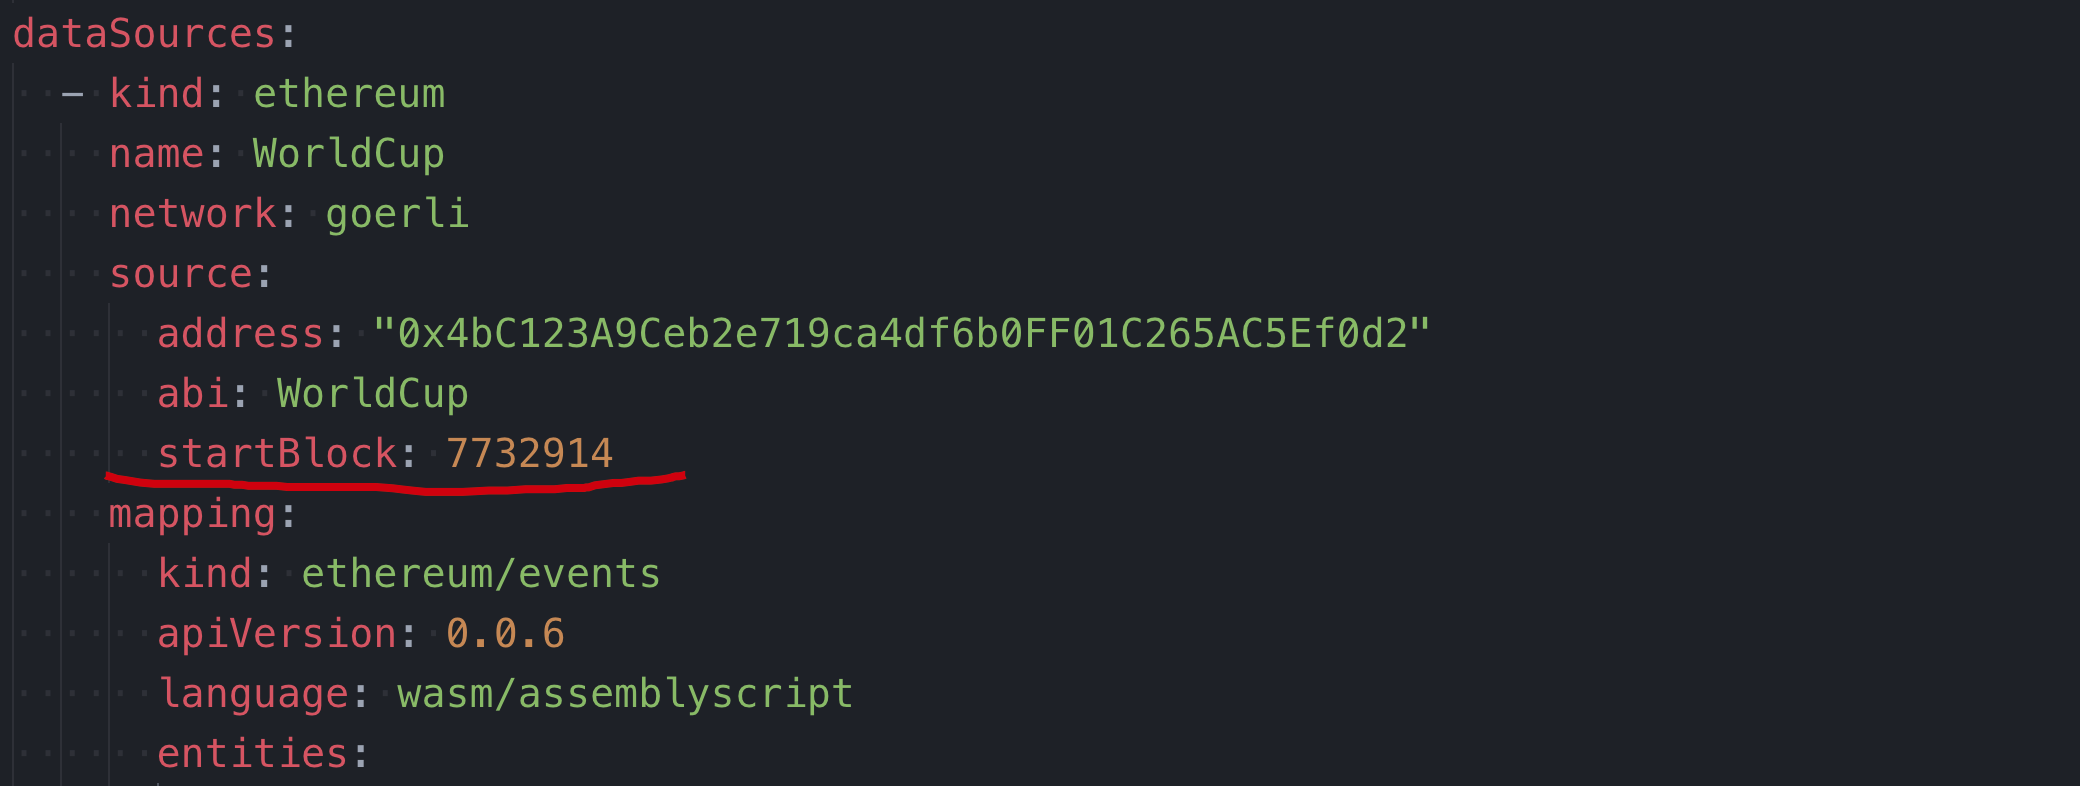 dataSources:
  - kind: ethereum
    name: WorldCup
    network: goerli
    source:
      address: "0x4bC123A9Ceb2e719ca4df6b0FF01C265AC5Ef0d2"
      abi: WorldCup
      startBlock: 7732914
    mapping:
      kind: ethereum/events
      apiVersion: 0.0.6
      language: wasm/assemblyscript
      entities: